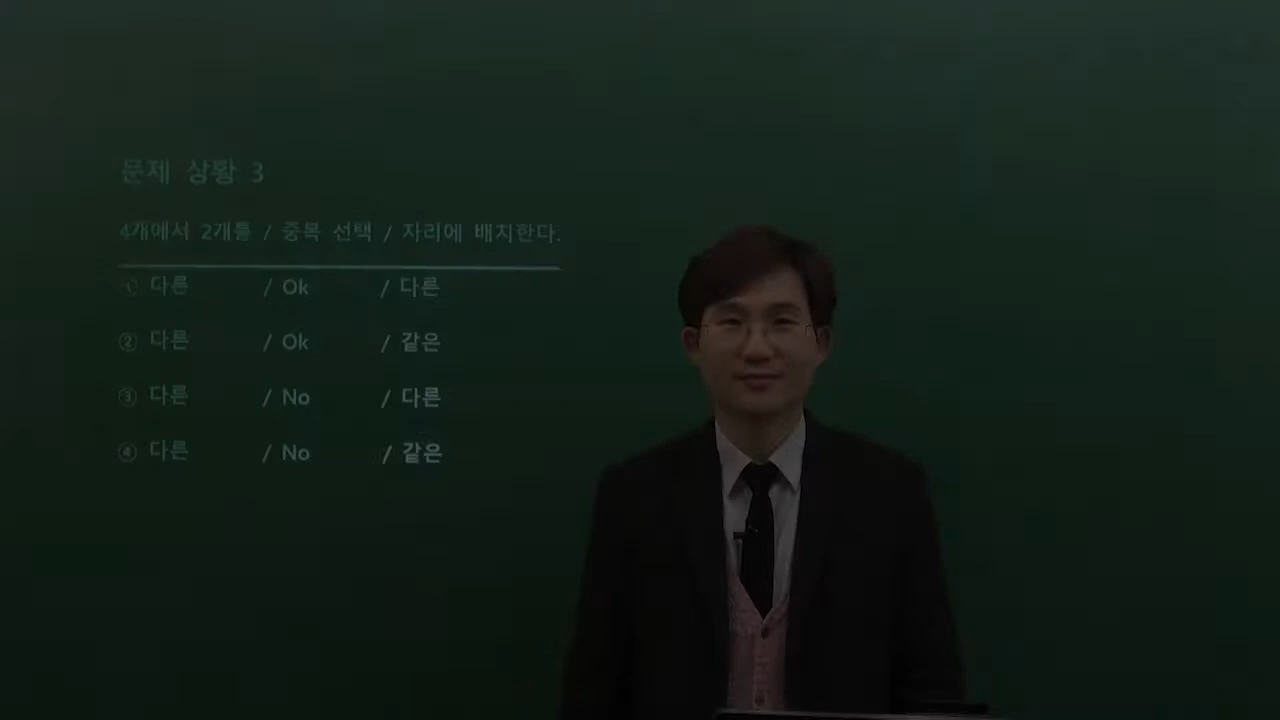 문제 상황 3
4개에서 2개를 / 중복 선택 / 자리에 배치한다.
① 다른 / Ok / 다른
② 다른 / Ok / 같은
③ 다른 / No / 다른
④ 다른 / No / 같은